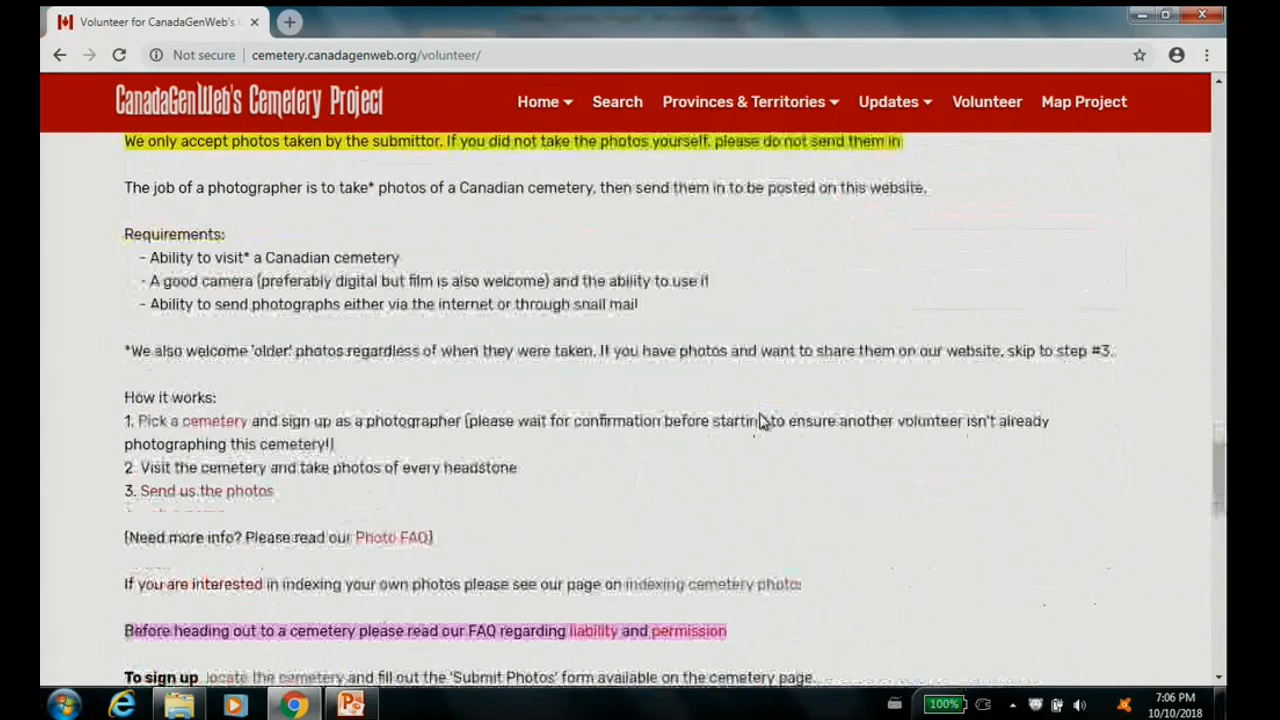 Volunteer for CanadaGenWeb's
Not secure
cemetery.canadagenweb.org/volunteer/
CanadaGenWeb's Cemetery Project
Home
Search
Provinces & Territories
Updates
Volunteer
Map Project
We only accept photos taken by the submittor. If you did not take the photos yourself, please do not send them in
The job of a photographer is to take* photos of a Canadian cemetery, then send them in to be posted on this website.
Requirements:
- Ability to visit* a Canadian cemetery
- A good camera (preferably digital but film is also welcome) and the ability to use it
- Ability to send photographs either via the internet or through snail mail
*We also welcome 'older' photos regardless of when they were taken. If you have photos and want to share them on our website, skip to step #3.
How it works:
1. Pick a cemetery and sign up as a photographer (please wait for confirmation before starting to ensure another volunteer isn't already
photographing this cemetery!)
2. Visit the cemetery and take photos of every headstone
3. Send us the photos
(Need more info? Please read our Photo FAQ)
If you are interested in indexing your own photos please see our page on indexing cemetery photos
Before heading out to a cemetery please read our FAQ regarding liability and permission
To sign up locate the cemetery and fill out the 'Submit Photos' form available on the cemetery page.
100%
7:06 PM
10/10/2018